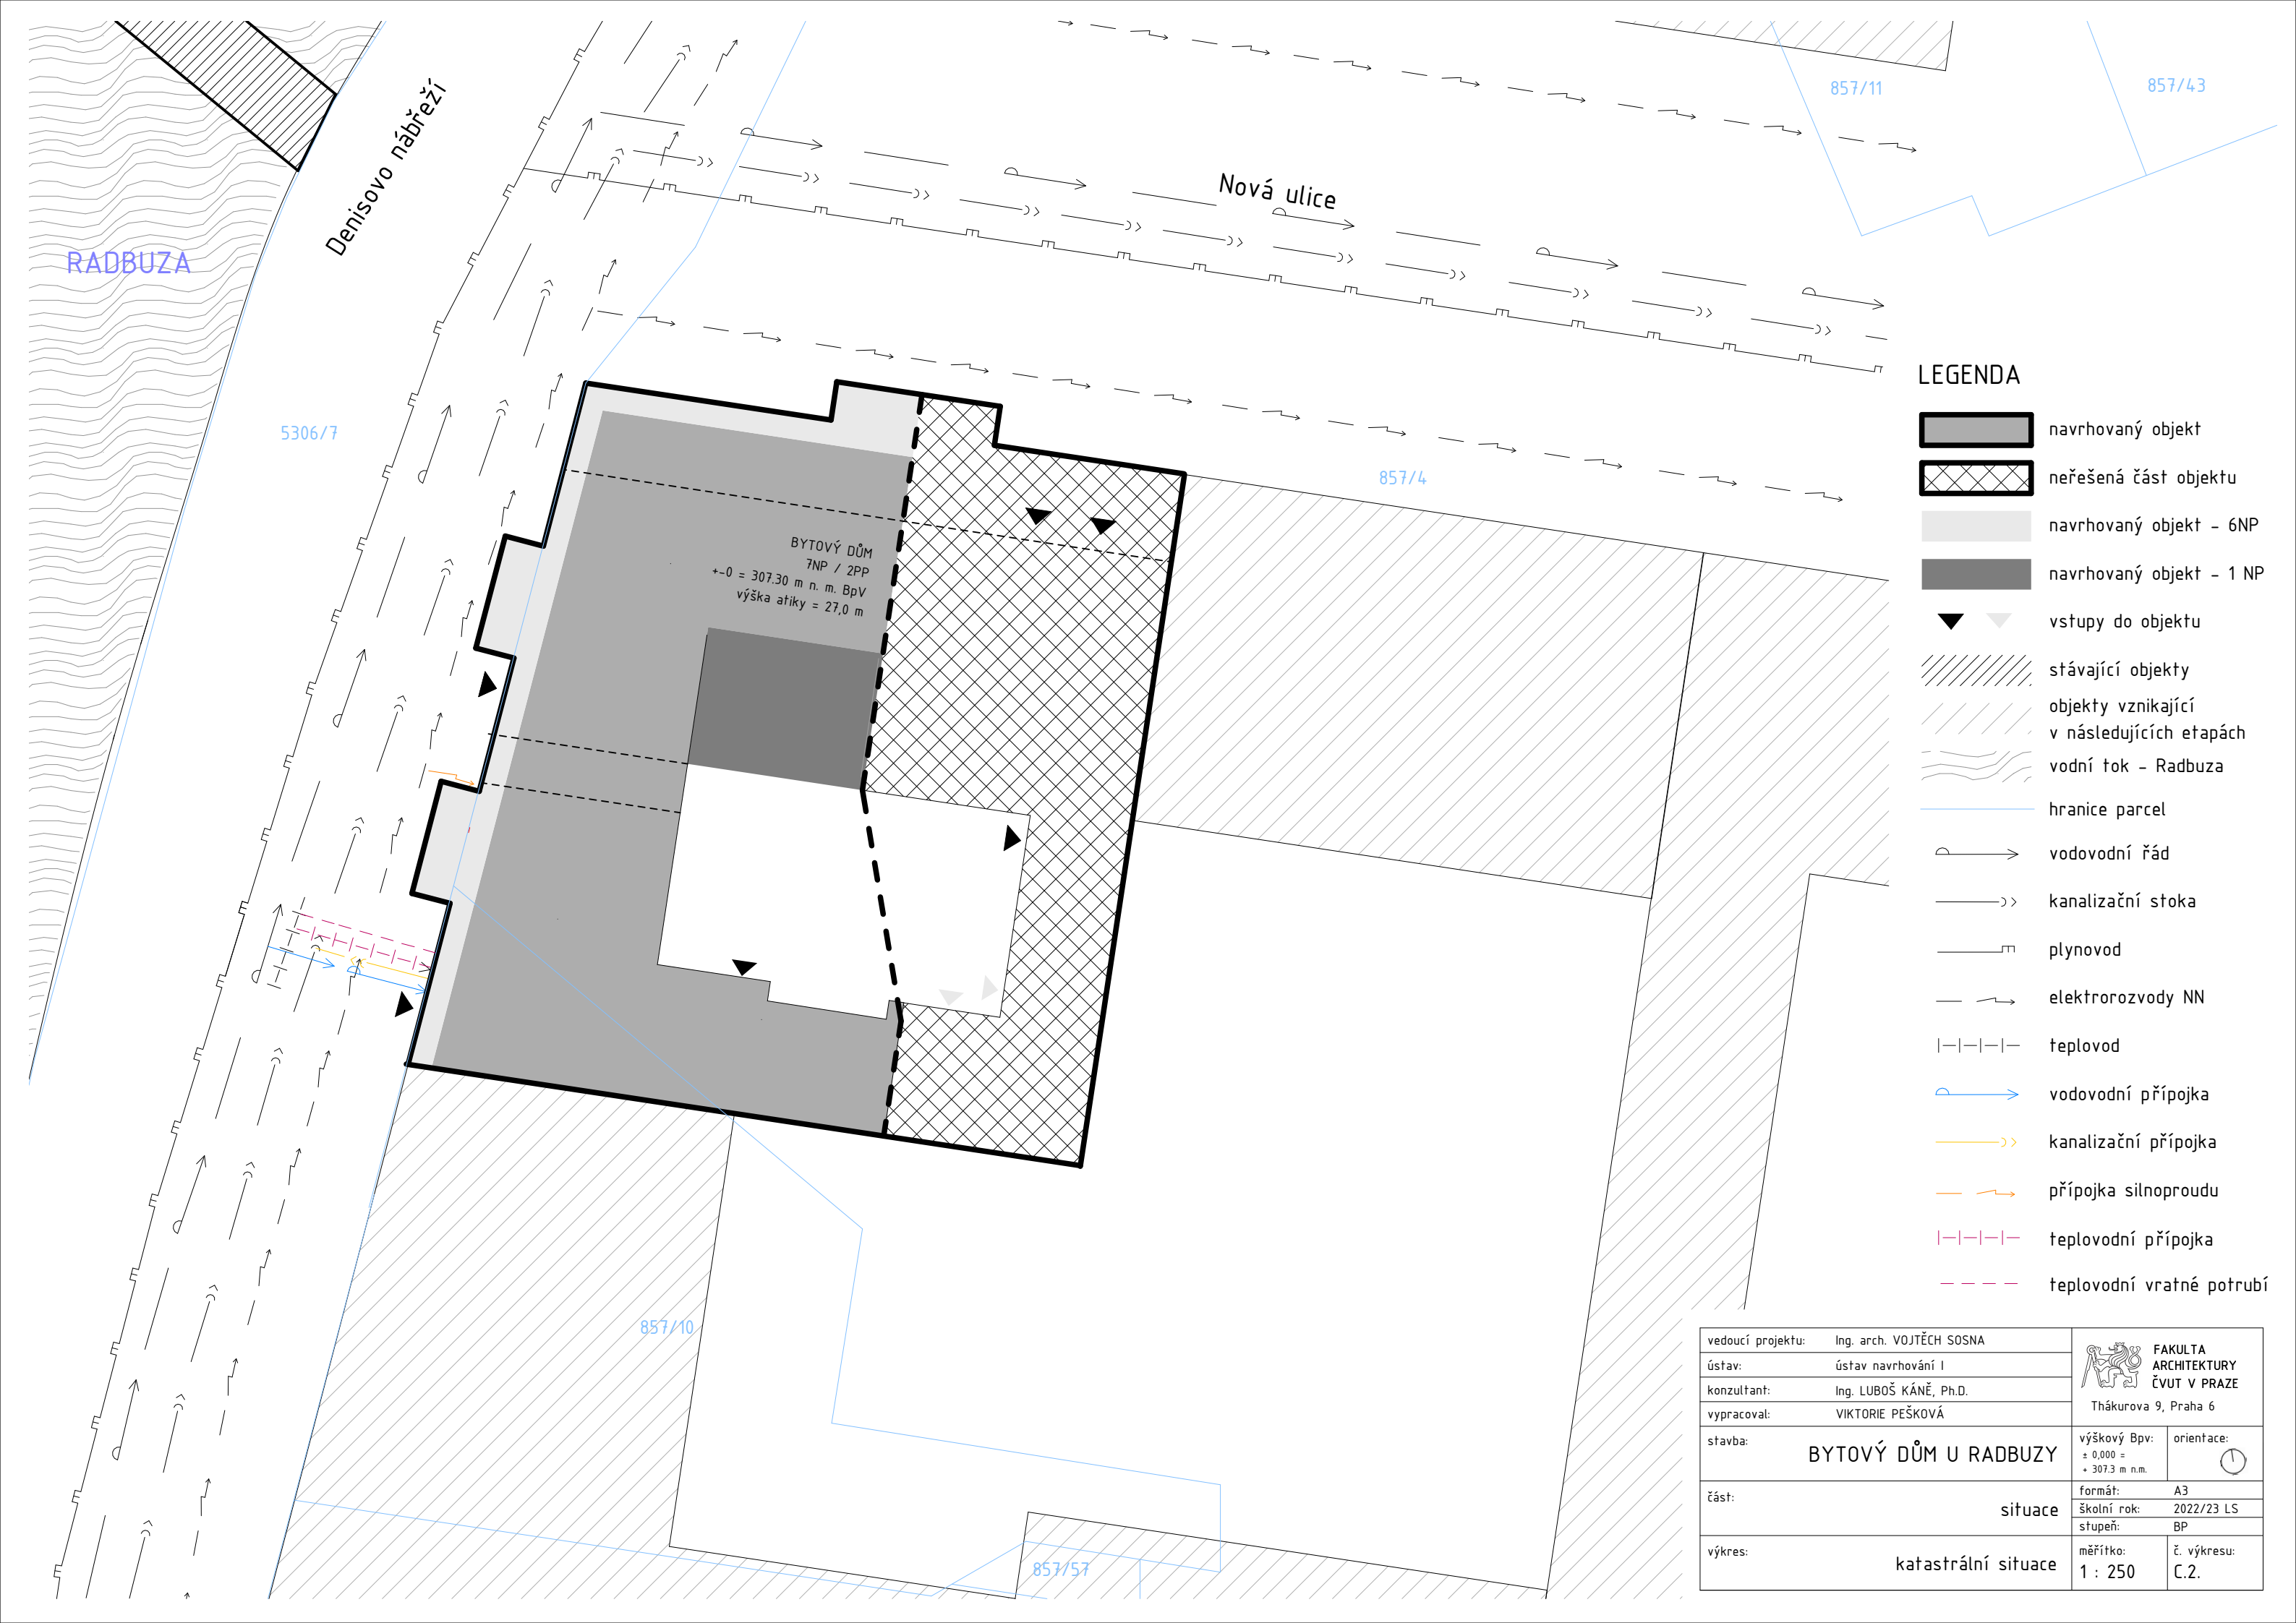 Denisovo nábřeží
RADBUZA
Nová ulice
857/11
857/43
5306/7
857/4
BYTOVÝ DŮM
7NP / 2PP
+-0 = 307.30 m n. m. BpV
výška atiky = 27,0 m
857/10
857/57
LEGENDA
navrhovaný objekt
neřešená část objektu
navrhovaný objekt - 6NP
navrhovaný objekt - 1 NP
vstupy do objektu
stávající objekty
objekty vznikající
v následujících etapách
vodní tok - Radbuza
hranice parcel
vodovodní řád
kanalizační stoka
plynovod
elektrorozvody NN
teplovod
vodovodní přípojka
kanalizační přípojka
přípojka silnoproudu
teplovodní přípojka
teplovodní vratné potrubí
vedoucí projektu: Ing. arch. VOJTĚCH SOSNA
ústav: ústav navrhování I
konzultant: Ing. LUBOŠ KÁNĚ, Ph.D.
vypracoval: VIKTORIE PEŠKOVÁ
stavba: BYTOVÝ DŮM U RADBUZY
část: situace
výkres: katastrální situace
FAKULTA
ARCHITEKTURY
ČVUT V PRAZE
Thákurova 9, Praha 6
výškový Bpv:
± 0,000 =
+ 307.3 m n.m.
orientace:
formát: A3
školní rok: 2022/23 LS
stupeň: BP
měřítko:
1 : 250
č. výkresu:
C.2.